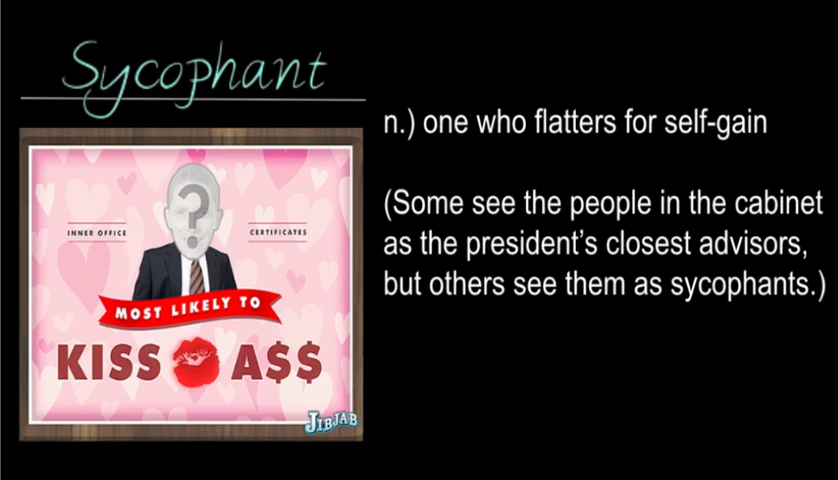 Sycophant
n.) one who flatters for self-gain
(Some see the people in the cabinet
as the president’s closest advisors,
but others see them as sycophants.)
?
INNER OFFICE
CERTIFICATES
MOST LIKELY TO
KISS A$$
JIBJAB